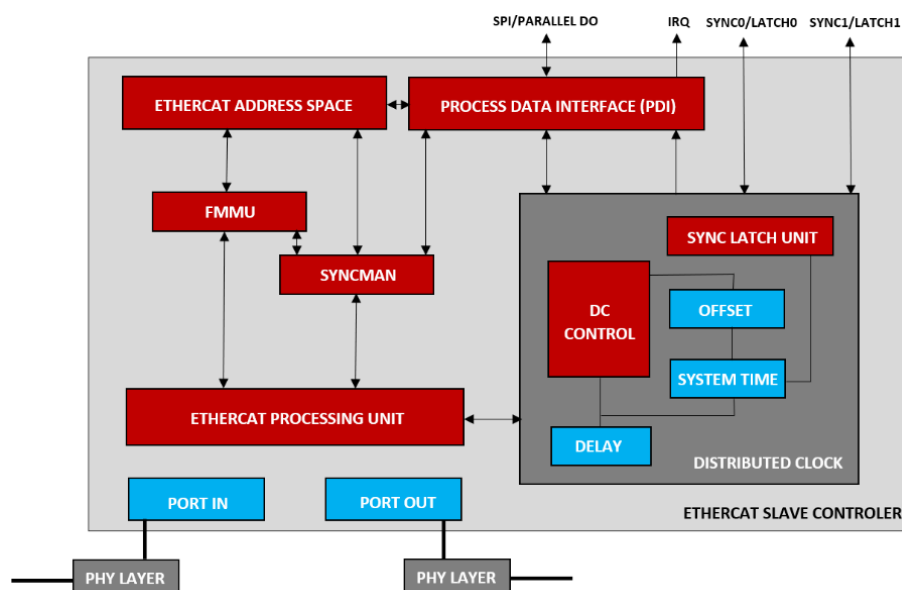 SPI/PARALLEL DO
IRQ
SYNC0/LATCH0
SYNC1/LATCH1
ETHERCAT ADDRESS SPACE
PROCESS DATA INTERFACE (PDI)
FMMU
SYNCMAN
SYNC LATCH UNIT
DC
CONTROL
OFFSET
SYSTEM TIME
ETHERCAT PROCESSING UNIT
DELAY
DISTRIBUTED CLOCK
PORT IN
PORT OUT
ETHERCAT SLAVE CONTROLER
PHY LAYER
PHY LAYER